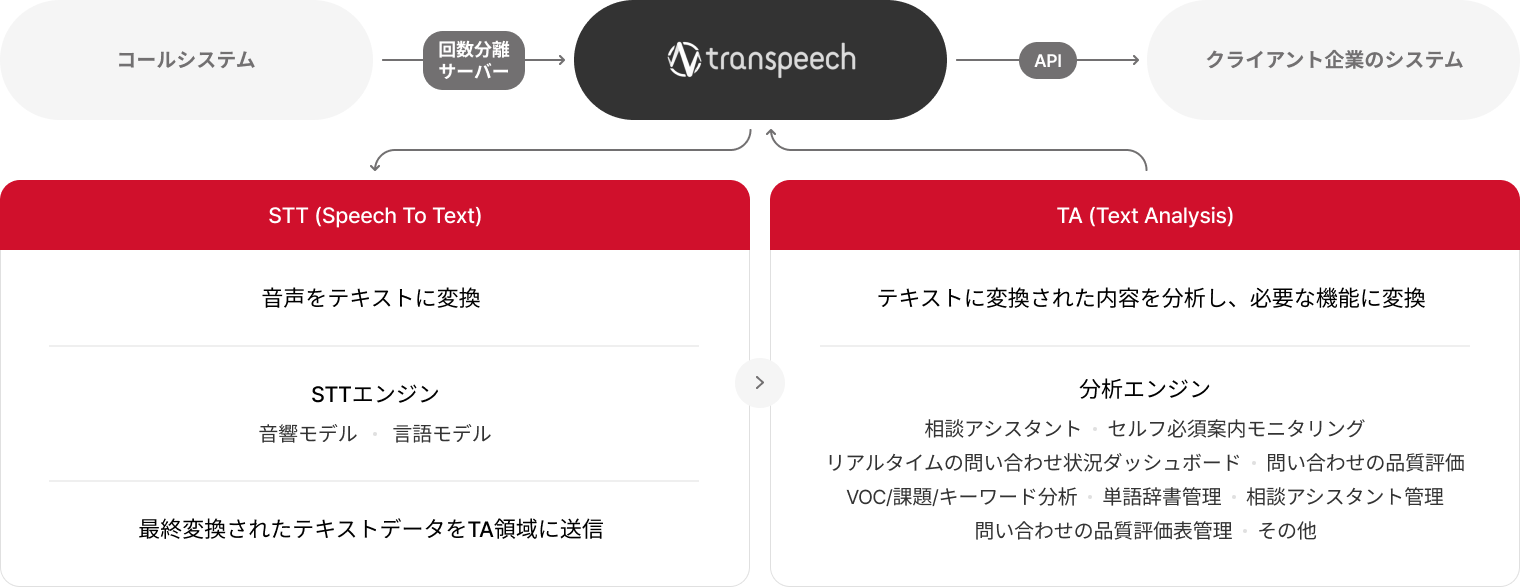 コールシステム
回数分離
サーバー
transpeech
API
クライアント企業のシステム
STT (Speech To Text)
音声をテキストに変換
STTエンジン
音響モデル · 言語モデル
最終変換されたテキストデータをTA領域に送信
TA (Text Analysis)
テキストに変換された内容を分析し、必要な機能に変換
分析エンジン
相談アシスタント · セルフ必須案内モニタリング
リアルタイムの問い合わせ状況ダッシュボード · 問い合わせの品質評価
VOC/課題/キーワード分析 · 単語辞書管理 · 相談アシスタント管理
問い合わせの品質評価表管理 · その他